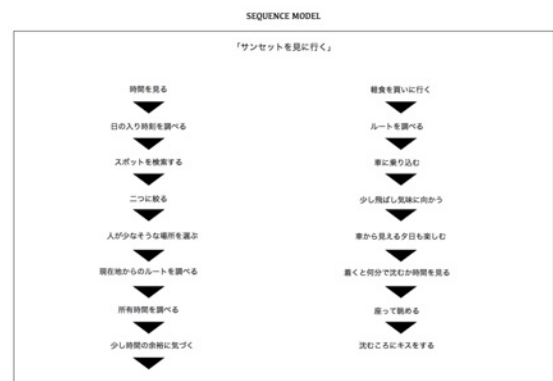 SEQUENCE MODEL
「サンセットを見に行く」
時間を見る
日の入り時刻を調べる
スポットを検索する
二つに絞る
人が少なそうな場所を選ぶ
現在地からのルートを調べる
所有時間を調べる
少し時間の余裕に気づく
軽食を買いに行く
ルートを調べる
車に乗り込む
少し飛ばし気味に向かう
車から見える夕日も楽しむ
着くと何分で沈むか時間を見る
座って眺める
沈むころにキスをする